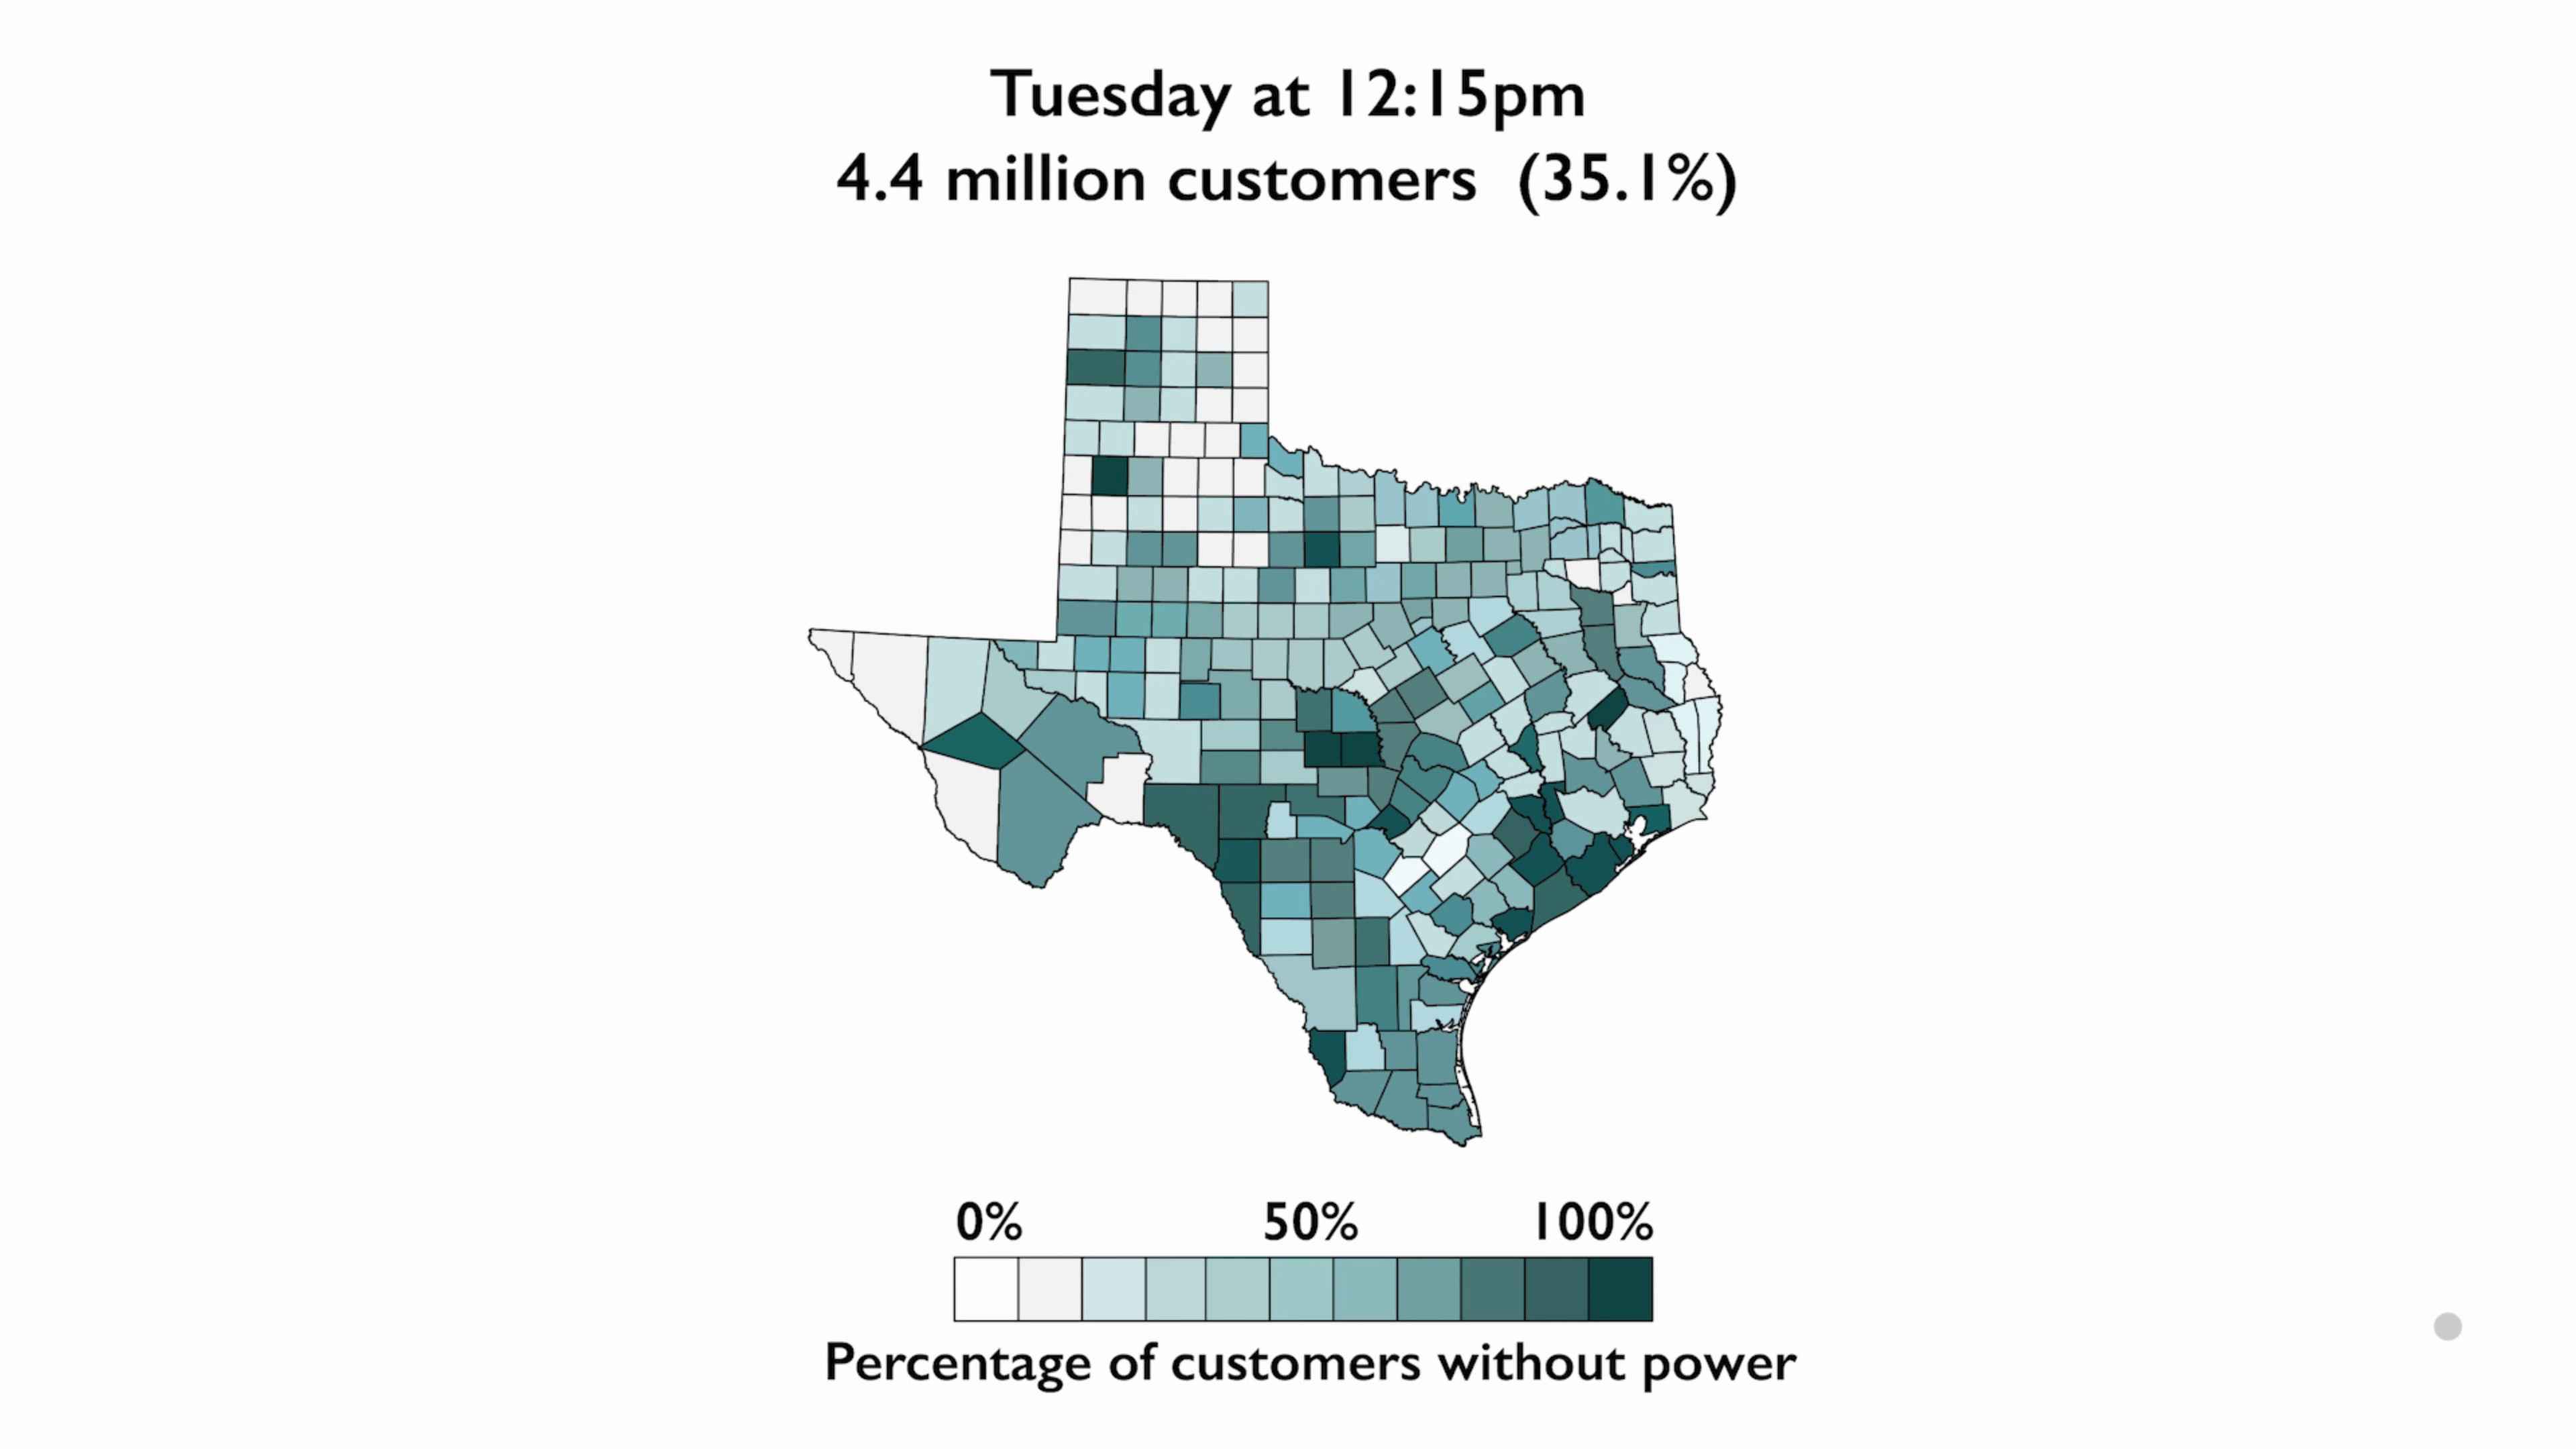 Tuesday at 12:15pm
4.4 million customers (35.1%)
0% 50% 100%
Percentage of customers without power